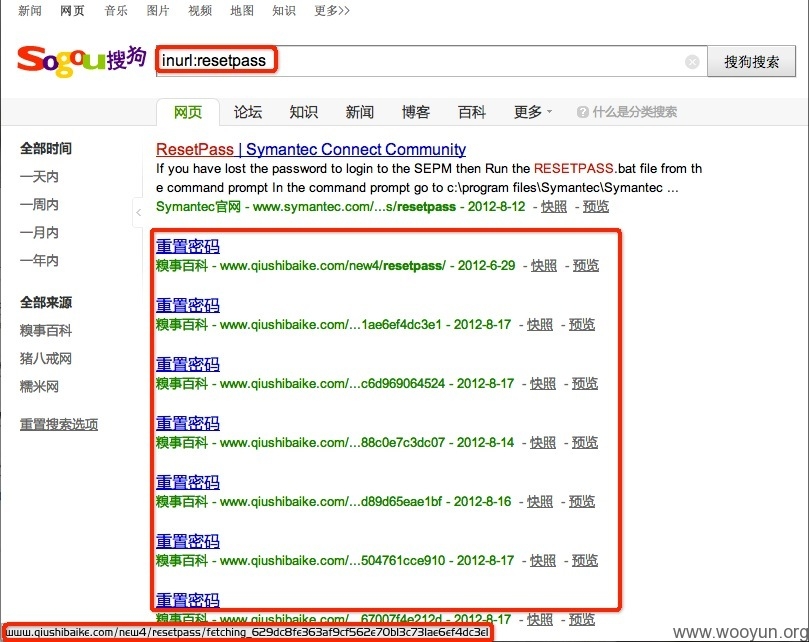 新闻 网页 音乐 图片 视频 地图 知识 更多>>
Sogou搜狗 inurl:resetpass 搜狗搜索
网页 论坛 知识 新闻 博客 百科 更多 什么是分类搜索
全部时间
一天内
一周内
一月内
一年内
全部来源
糗事百科
猪八戒网
糯米网
重置搜索选项
ResetPass | Symantec Connect Community
If you have lost the password to login to the SEPM then Run the RESETPASS.bat file from th
e command prompt In the command prompt go to c:\program files\Symantec\Symantec ...
Symantec官网 - www.symantec.com/...s/resetpass - 2012-8-12 - 快照 - 预览
重置密码
糗事百科 - www.qiushibaike.com/new4/resetpass/ - 2012-6-29 - 快照 - 预览
重置密码
糗事百科 - www.qiushibaike.com/...1ae6ef4dc3e1 - 2012-8-17 - 快照 - 预览
重置密码
糗事百科 - www.qiushibaike.com/...c6d969064524 - 2012-8-17 - 快照 - 预览
重置密码
糗事百科 - www.qiushibaike.com/...88c0e7c3dc07 - 2012-8-14 - 快照 - 预览
重置密码
糗事百科 - www.qiushibaike.com/...d89d65eae1bf - 2012-8-16 - 快照 - 预览
重置密码
糗事百科 - www.qiushibaike.com/...504761cce910 - 2012-8-17 - 快照 - 预览
重置密码
糗事百科 - www.qiushibaike.com/...67007f4e212d - 2012-8-17 - 快照 - 预览
www.qiushibaike.com/new4/resetpass/fetching_629dc8fe363af9cf562e70b13c731ae6ef4dc3e1
www.wooyun.org